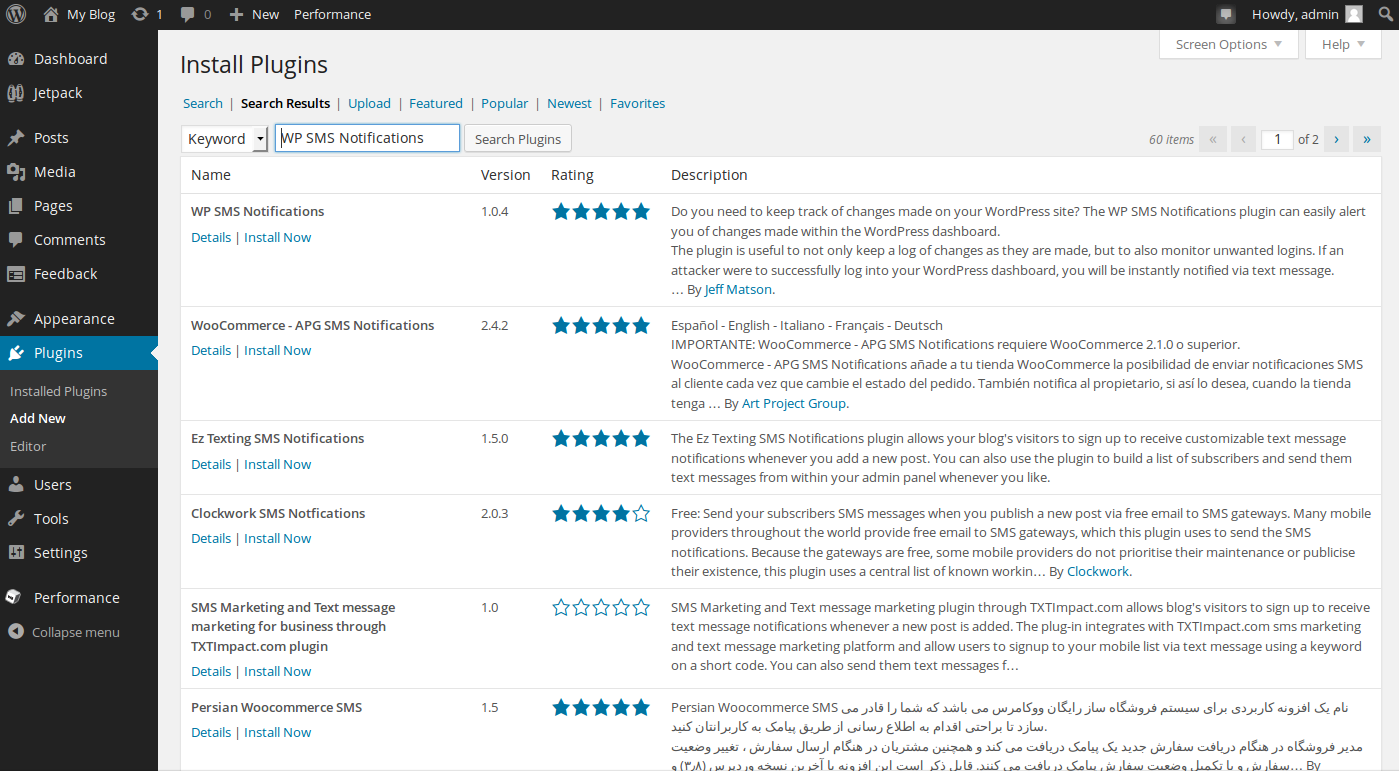 My Blog 1 0 New Performance Howdy, admin
Dashboard
Jetpack
Posts
Media
Pages
Comments
Feedback
Appearance
Plugins
Installed Plugins
Add New
Editor
Users
Tools
Settings
Performance
Collapse menu
Screen Options Help
Install Plugins
Search | Search Results | Upload | Featured | Popular | Newest | Favorites
Keyword WP SMS Notifications Search Plugins 60 items « ‹ 1 of 2 › »
Name Version Rating Description
WP SMS Notifications 1.0.4
Details | Install Now
Do you need to keep track of changes made on your WordPress site? The WP SMS Notifications plugin can easily alert
you of changes made within the WordPress dashboard.
The plugin is useful to not only keep a log of changes as they are made, but to also monitor unwanted logins. If an
attacker were to successfully log into your WordPress dashboard, you will be instantly notified via text message.
… By Jeff Matson.
WooCommerce - APG SMS Notifications 2.4.2
Details | Install Now
Español - English - Italiano - Français - Deutsch
IMPORTANTE: WooCommerce - APG SMS Notifications requiere WooCommerce 2.1.0 o superior.
WooCommerce - APG SMS Notifications añade a tu tienda WooCommerce la posibilidad de enviar notificaciones SMS
al cliente cada vez que cambie el estado del pedido. También notifica al propietario, si así lo desea, cuando la tienda
tenga … By Art Project Group.
Ez Texting SMS Notifications 1.5.0
Details | Install Now
The Ez Texting SMS Notifications plugin allows your blog's visitors to sign up to receive customizable text message
notifications whenever you add a new post. You can also use the plugin to build a list of subscribers and send them
text messages from within your admin panel whenever you like.
Clockwork SMS Notfications 2.0.3
Details | Install Now
Free: Send your subscribers SMS messages when you publish a new post via free email to SMS gateways. Many mobile
providers throughout the world provide free email to SMS gateways, which this plugin uses to send the SMS
notifications. Because the gateways are free, some mobile providers do not prioritise their maintenance or publicise
their existence, this plugin uses a central list of known workin… By Clockwork.
SMS Marketing and Text message
marketing for business through
TXTImpact.com plugin
1.0
Details | Install Now
SMS Marketing and Text message marketing plugin through TXTImpact.com allows blog's visitors to sign up to receive
text message notifications whenever a new post is added. The plug-in integrates with TXTImpact.com sms marketing
and text message marketing platform and allow users to signup to your mobile list via text message using a keyword
on a short code. You can also send them text messages f…
Persian Woocommerce SMS 1.5
Details | Install Now
Persian Woocommerce SMS نام یک افزونه کاربردی برای سیستم فروشگاه ساز رایگان ووکامرس می باشد که شما را قادر می
سازد تا براحتی اقدام به اطلاع رسانی از طریق پیامک به کاربرانتان کنید.
مدیر فروشگاه در هنگام دریافت سفارش جدید یک پیامک دریافت می کند و همچنین مشتریان در هنگام ارسال سفارش ، تغییر وضعیت
سفارش و یا تکمیل وضعیت سفارش پیامک دریافت می کنند. قابل ذکر است این افزونه با آخرین نسخه وردپرس (۳٫۸) و… By